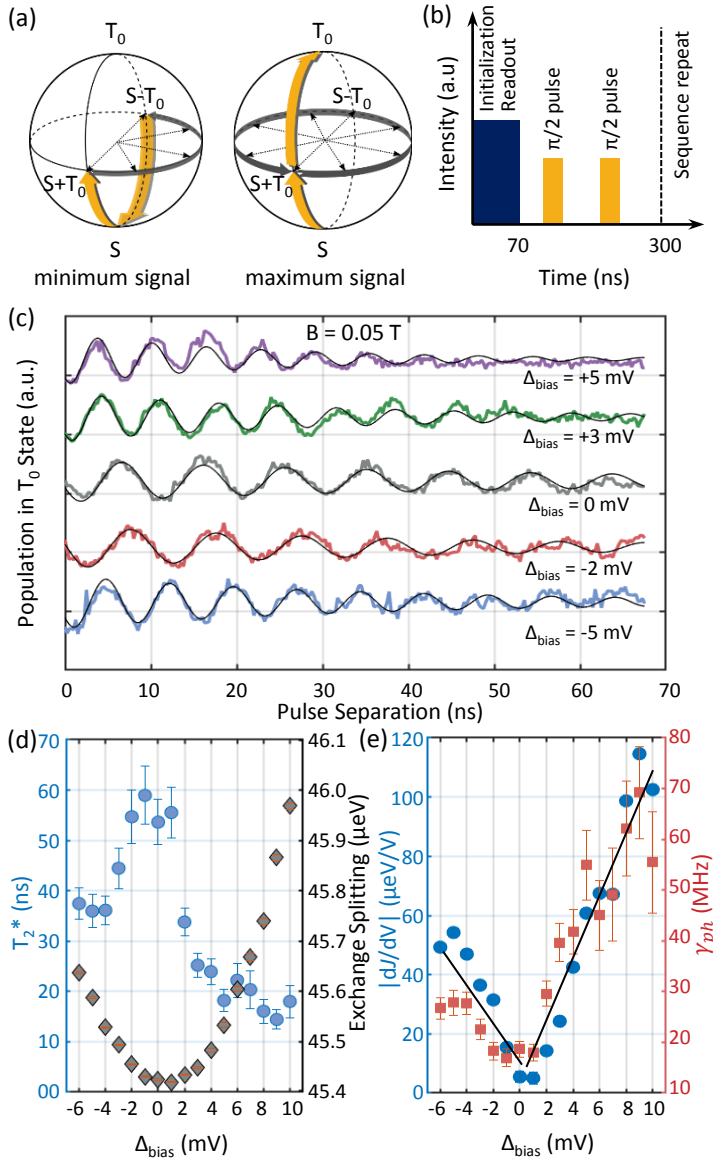 (a)
T0
T0
S-T0
S-T0
S+T0
S+T0
S
S
minimum signal
maximum signal
(b)
Intensity (a.u)
Initialization
Readout
π/2 pulse
π/2 pulse
Sequence repeat
70
300
Time (ns)
(c)
B = 0.05 T
Population in T0 State (a.u.)
Δbias = +5 mV
Δbias = +3 mV
Δbias = 0 mV
Δbias = -2 mV
Δbias = -5 mV
0 10 20 30 40 50 60 70
Pulse Separation (ns)
(d)
T2* (ns)
70
60
50
40
30
20
10
00
46.1
46.0
45.9
45.8
45.7
45.6
45.5
45.4
Exchange Splitting (µeV)
-6 -4 -2 0 2 4 6 8 10
Δbias (mV)
(e)
|dJ/dV| (µeV/V)
120
100
80
60
40
20
0
80
70
60
50
40
30
20
10
γph (MHz)
-6 -4 -2 0 2 4 6 8 10
Δbias (mV)